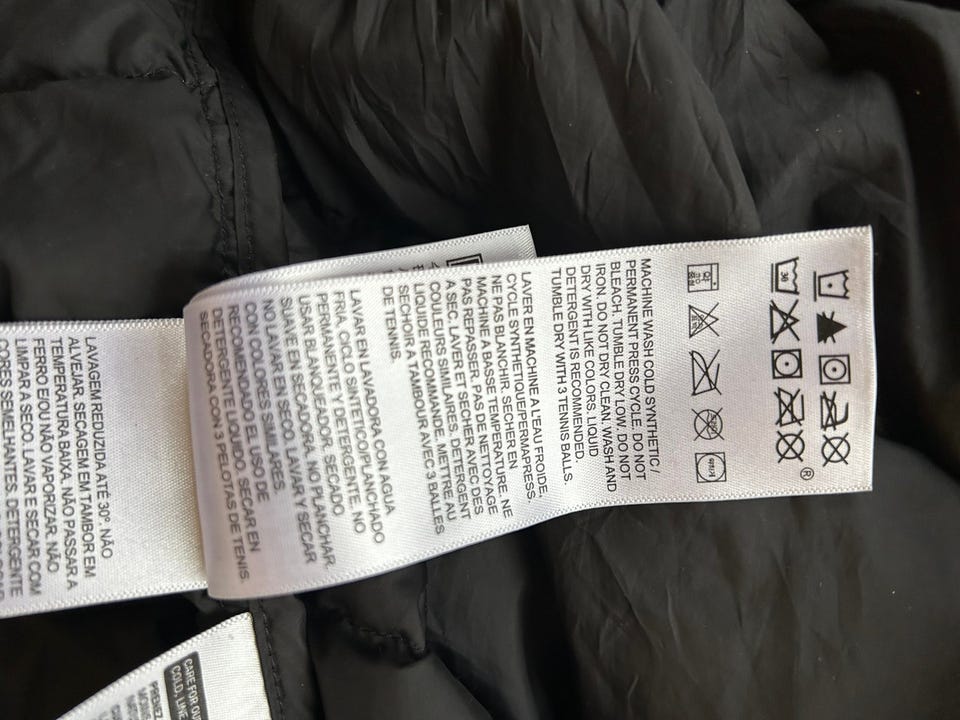 30
®
MACHINE WASH COLD SYNTHETIC /
PERMANENT PRESS CYCLE. DO NOT
BLEACH. TUMBLE DRY LOW. DO NOT
IRON. DO NOT DRY CLEAN. WASH AND
DRY WITH LIKE COLORS. LIQUID
DETERGENT IS RECOMMENDED.
TUMBLE DRY WITH 3 TENNIS BALLS.
LAVER EN MACHINE A L'EAU FROIDE,
CYCLE SYNTHETIQUE/PERMAPRESS.
NE PAS BLANCHIR. SECHER EN
MACHINE A BASSE TEMPERATURE. NE
PAS REPASSER. PAS DE NETTOYAGE
A SEC. LAVER ET SECHER AVEC DES
COULEURS SIMILAIRES. DETERGENT
LIQUIDE RECOMMANDE. METTRE AU
SECHOIR A TAMBOUR AVEC 3 BALLES
DE TENNIS.
LAVAR EN LAVADORA CON AGUA
FRIA, CICLO SINTETICO/PLANCHADO
PERMANENTE Y DETERGENTE. NO
USAR BLANQUEADOR. SECADO
SUAVE EN SECADORA. NO PLANCHAR.
NO LAVAR EN SECO. LAVAR Y SECAR
CON COLORES SIMILARES.
RECOMENDADO EL USO DE
DETERGENTE LIQUIDO. SECAR EN
SECADORA CON 3 PELOTAS DE TENIS.
LAVAGEM REDUZIDA ATÉ 30º. NÃO
ALVEJAR. SECAGEM EM TAMBOR EM
TEMPERATURA BAIXA. NÃO PASSAR A
FERRO E/OU NÃO VAPORIZAR. NÃO
LIMPAR A SECO. LAVAR E SECAR COM
CORES SEMELHANTES. DETERGENTE
CARE FOR
COLD, LINE
PRENEZ